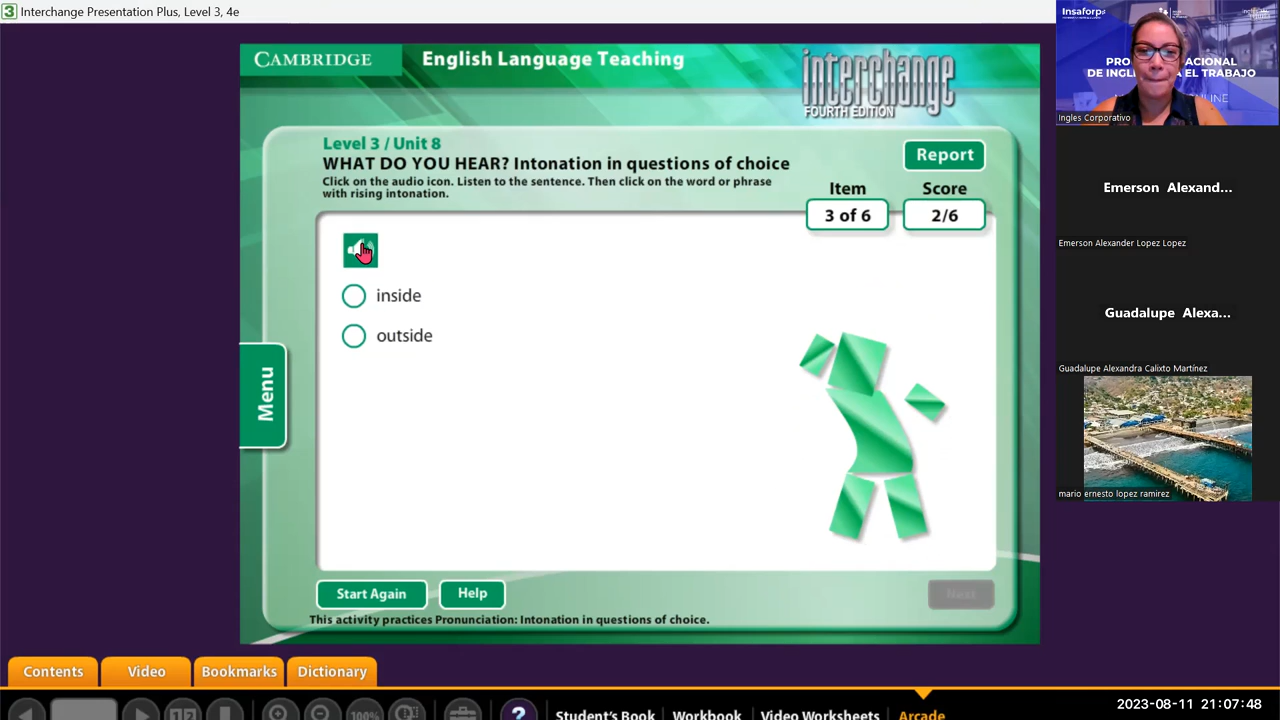 Interchange Presentation Plus, Level 3, 4e
CAMBRIDGE
English Language Teaching
interchange
FOURTH EDITION
Level 3 / Unit 8
WHAT DO YOU HEAR? Intonation in questions of choice
Click on the audio icon. Listen to the sentence. Then click on the word or phrase
with rising intonation.
Report
Item
Score
3 of 6
2/6
inside
outside
Menu
Start Again
Help
Next
This activity practices Pronunciation: Intonation in questions of choice.
Contents
Video
Bookmarks
Dictionary
100%
?
Student's Book
Workbook
Video Worksheets
Arcade
Insaforp
Ingles Corporativo
Emerson Alexand...
Emerson Alexander Lopez Lopez
Guadalupe Alexa...
Guadalupe Alexandra Calixto Martínez
mario ernesto lopez ramirez
2023-08-11 21:07:48